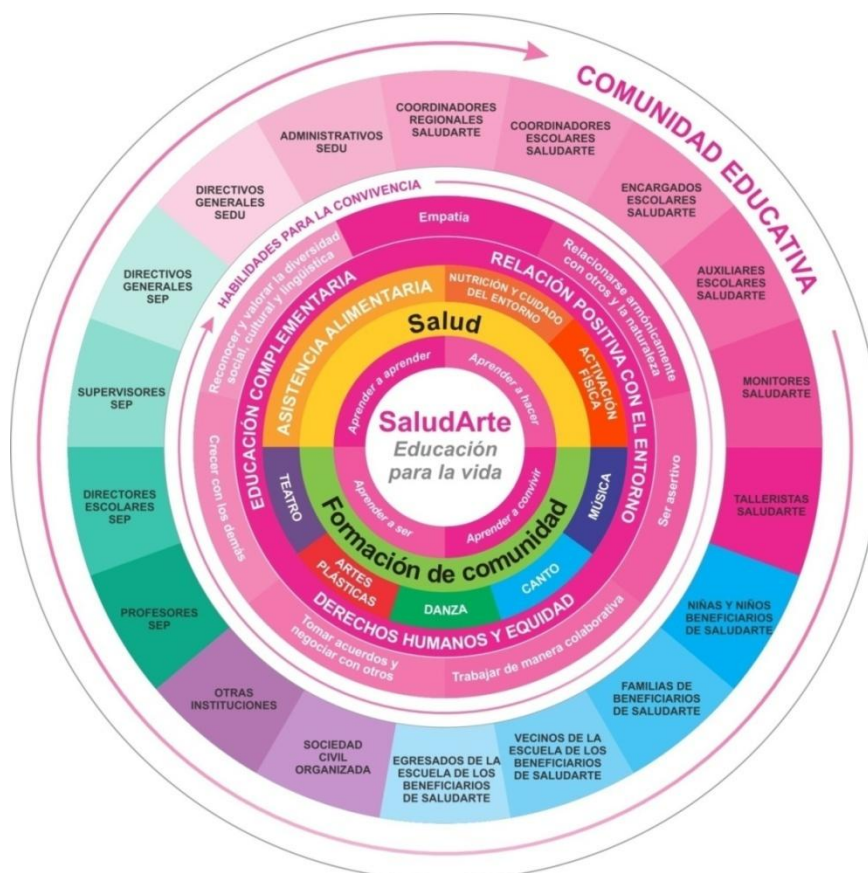 COMUNIDAD EDUCATIVA
COORDINADORES
REGIONALES
SALUDARTE
COORDINADORES
ESCOLARES
SALUDARTE
ENCARGADOS
ESCOLARES
SALUDARTE
AUXILIARES
ESCOLARES
SALUDARTE
MONITORES
SALUDARTE
TALLERISTAS
SALUDARTE
NIÑAS Y NIÑOS
BENEFICIARIOS
DE SALUDARTE
FAMILIAS DE
BENEFICIARIOS
DE SALUDARTE
VECINOS DE LA
ESCUELA DE LOS
BENEFICIARIOS
DE SALUDARTE
EGRESADOS DE LA
ESCUELA DE LOS
BENEFICIARIOS
DE SALUDARTE
SOCIEDAD
CIVIL
ORGANIZADA
OTRAS
INSTITUCIONES
PROFESORES
SEP
DIRECTORES
ESCOLARES
SEP
SUPERVISORES
SEP
DIRECTIVOS
GENERALES
SEP
DIRECTIVOS
GENERALES
SEDU
ADMINISTRATIVOS
SEDU
HABILIDADES PARA LA CONVIVENCIA
Empatía
Relacionarse armónicamente
con otros y la naturaleza
Ser asertivo
Trabajar de manera colaborativa
Tomar acuerdos y
negociar con otros
Crecer con los demás
Reconocer y valorar la diversidad
social, cultural y lingüística
EDUCACIÓN COMPLEMENTARIA
RELACIÓN POSITIVA CON EL ENTORNO
DERECHOS HUMANOS Y EQUIDAD
ASISTENCIA ALIMENTARIA
NUTRICIÓN Y CUIDADO
DEL ENTORNO
ACTIVACIÓN
FÍSICA
MÚSICA
CANTO
DANZA
ARTES
PLÁSTICAS
TEATRO
Salud
Formación de comunidad
Aprender a aprender
Aprender a hacer
Aprender a convivir
Aprender a ser
SaludArte
Educación
para la vida